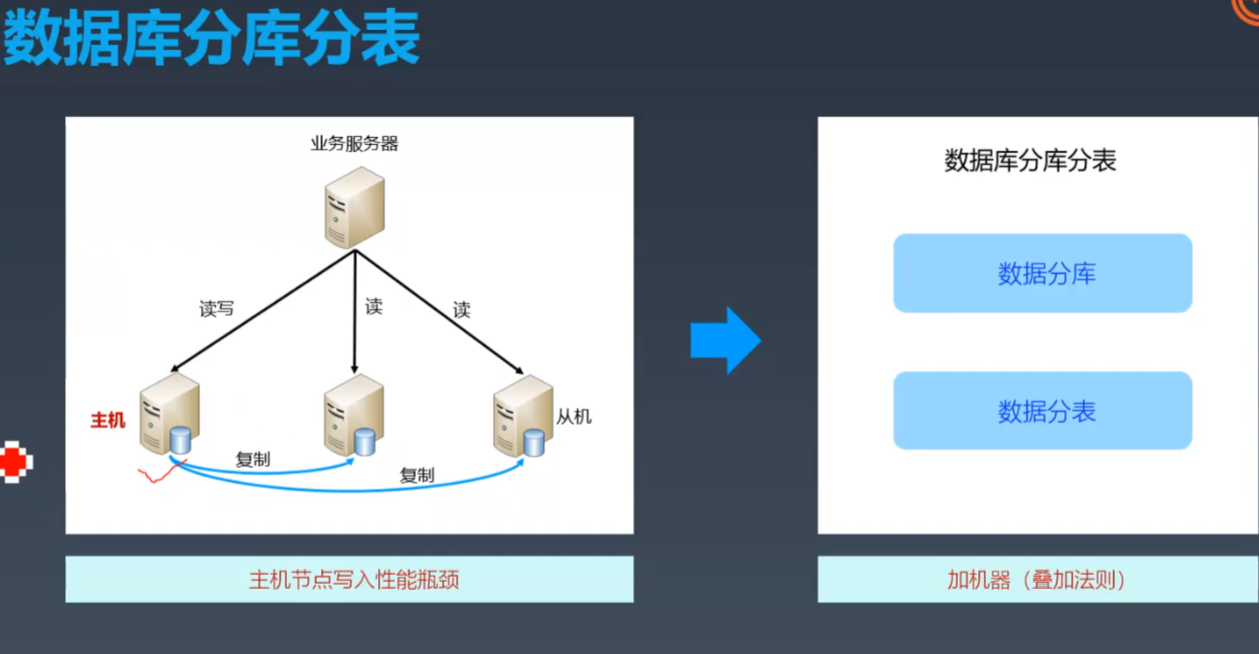 数据库分库分表
业务服务器
读写
读
读
主机
从机
复制
复制
主机节点写入性能瓶颈
数据库分库分表
数据分库
数据分表
加机器（叠加法则）